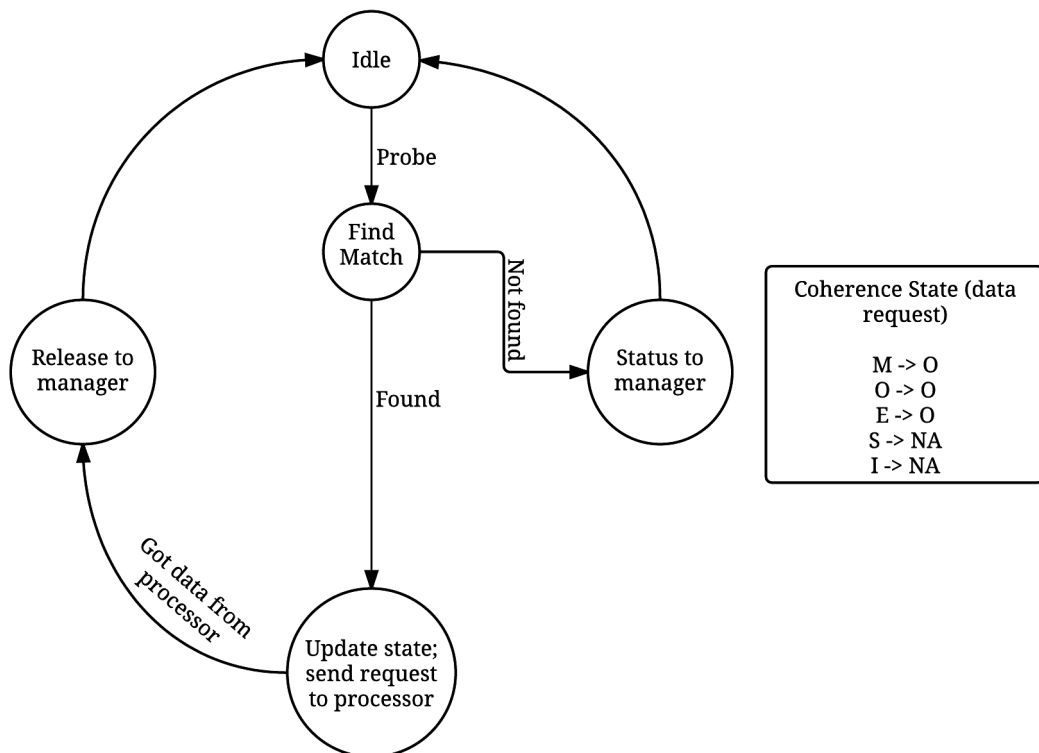 Idle
Probe
Find
Match
Not found
Coherence State (data
request)
M -> O
O -> O
E -> O
S -> NA
I -> NA
Release to
manager
Status to
manager
Found
Got data from
processor
Update state;
send request
to processor